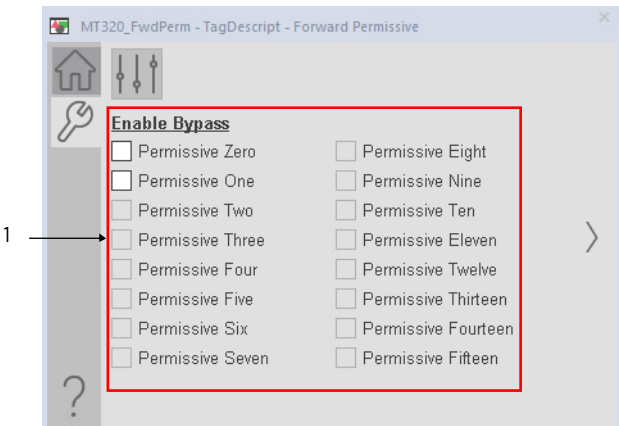 MT320_FwdPerm - TagDescript - Forward Permissive
Enable Bypass
Permissive Zero
Permissive One
Permissive Two
Permissive Three
Permissive Four
Permissive Five
Permissive Six
Permissive Seven
Permissive Eight
Permissive Nine
Permissive Ten
Permissive Eleven
Permissive Twelve
Permissive Thirteen
Permissive Fourteen
Permissive Fifteen
1
?